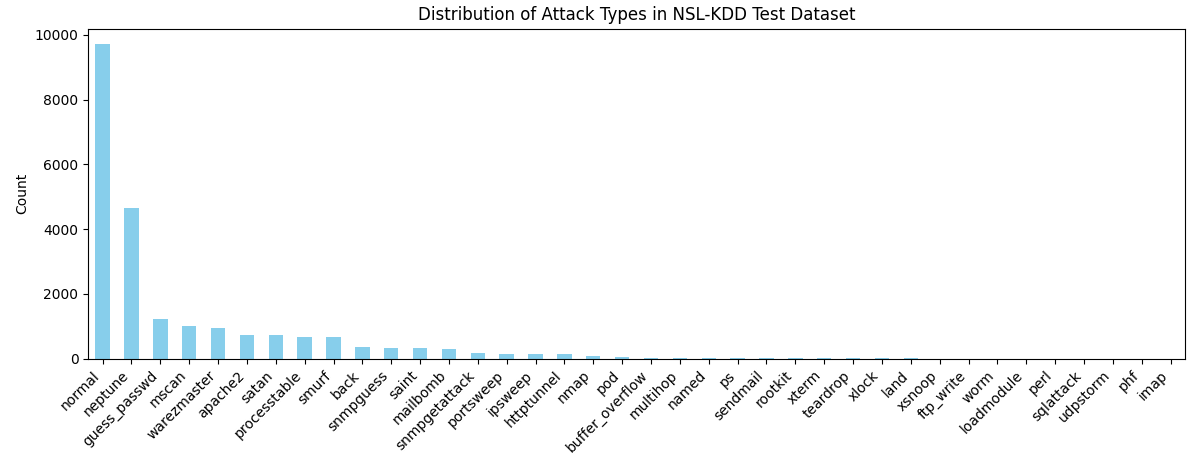 Distribution of Attack Types in NSL-KDD Test Dataset
10000
8000
6000
4000
2000
0
Count
normal
neptune
guess_passwd
mscan
warezmaster
apache2
satan
processtable
smurf
back
snmpguess
saint
mailbomb
snmpgetattack
portsweep
ipsweep
httptunnel
nmap
pod
buffer_overflow
multihop
named
ps
sendmail
rootkit
xterm
teardrop
xlock
land
xsnoop
ftp_write
worm
loadmodule
perl
sqlattack
udpstorm
phf
imap